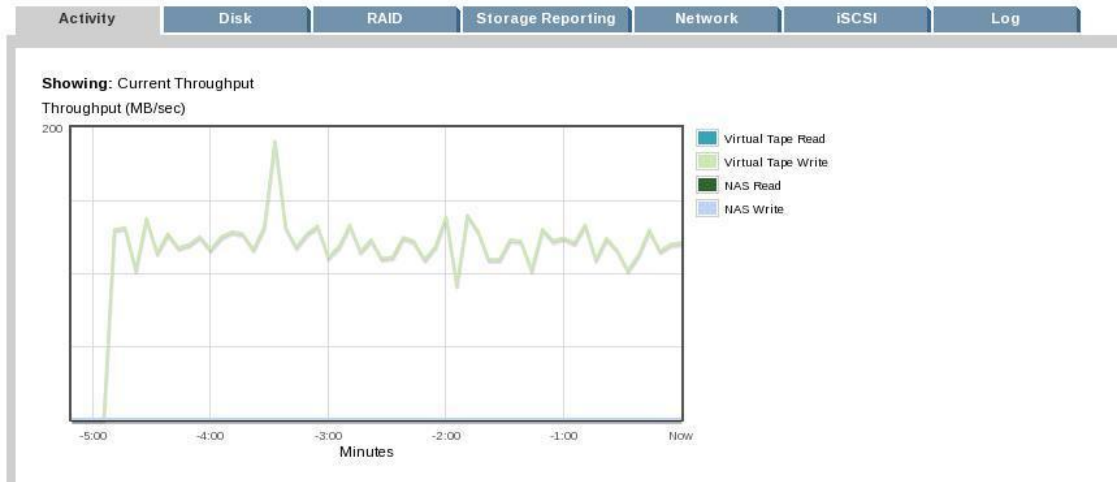 Activity Disk RAID Storage Reporting Network iSCSI Log
Showing: Current Throughput
Throughput (MB/sec)
200
Virtual Tape Read
Virtual Tape Write
NAS Read
NAS Write
-5:00 -4:00 -3:00 -2:00 -1:00 Now
Minutes